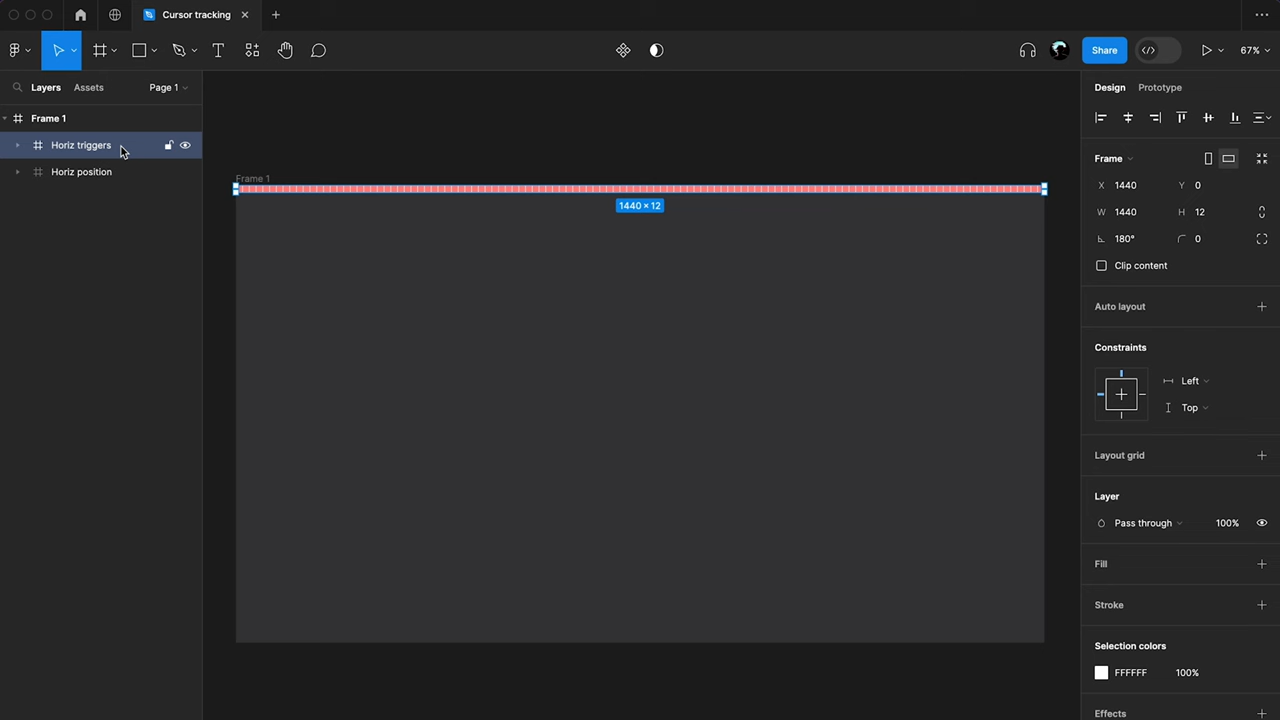 Cursor tracking
Share
67%
Layers
Assets
Page 1
Frame 1
Horiz triggers
Horiz position
Frame 1
1440 × 12
Design
Prototype
Frame
X 1440
Y 0
W 1440
H 12
180°
0
Clip content
Auto layout
Constraints
Left
Top
Layout grid
Layer
Pass through
100%
Fill
Stroke
Selection colors
FFFFFF
100%
Effects